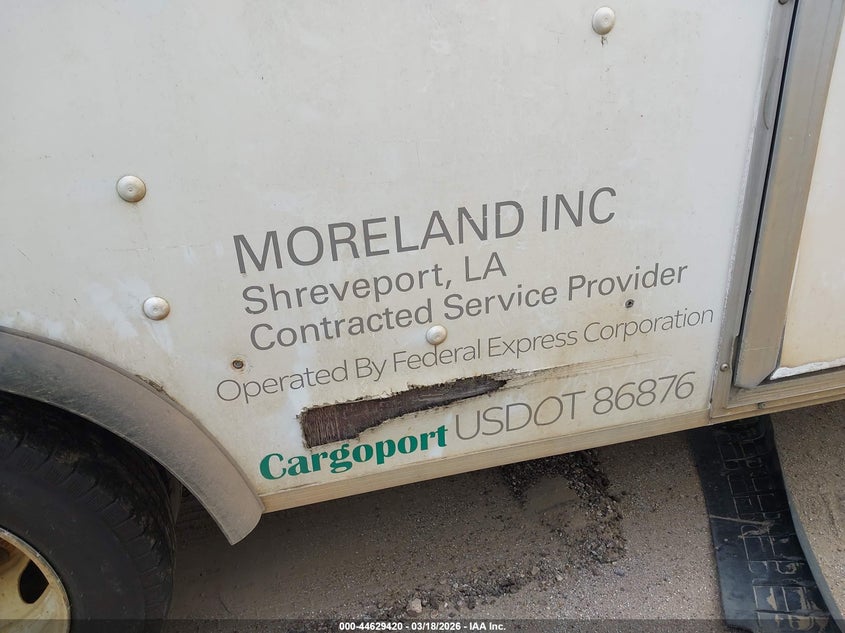 MORELAND INC
Shreveport, LA
Contracted Service Provider
Operated By Federal Express Corporation
Cargoport USDOT 86876
000-44629420 - 03/18/2026 - IAA Inc.